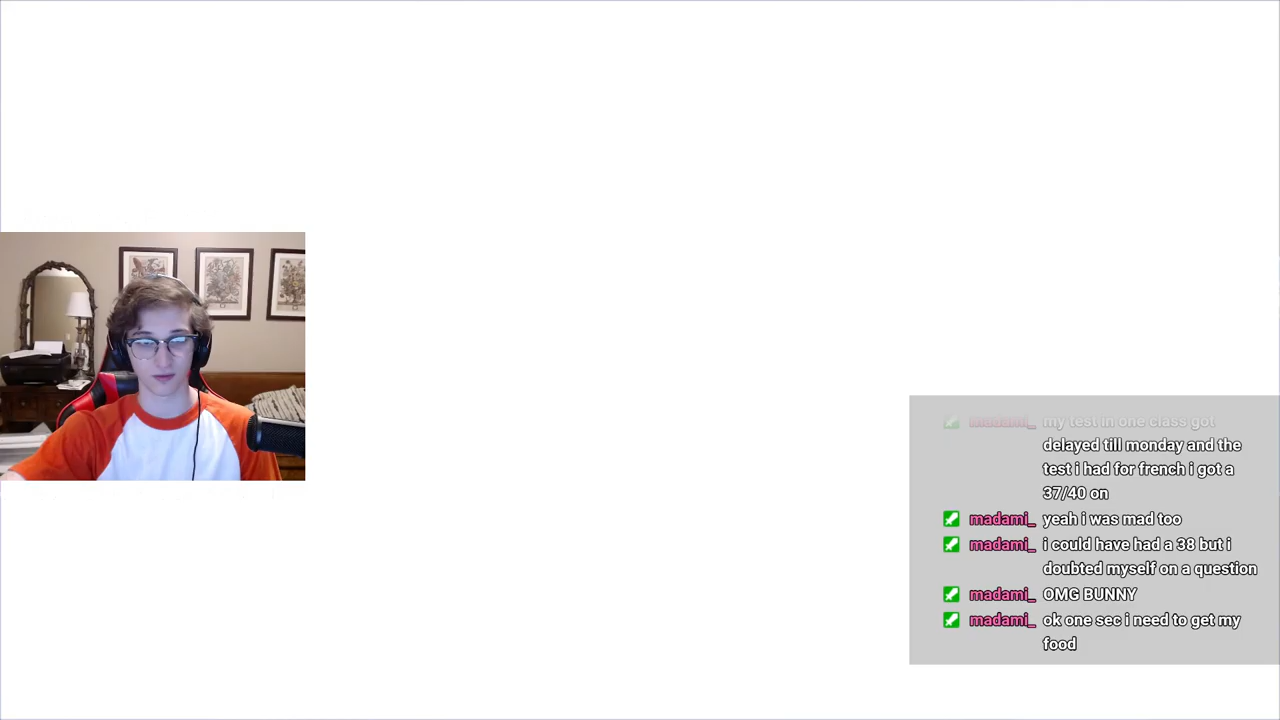 madami_ my test in one class got
delayed till monday and the
test i had for french i got a
37/40 on
madami_ yeah i was mad too
madami_ i could have had a 38 but i
doubted myself on a question
madami_ OMG BUNNY
madami_ ok one sec i need to get my
food